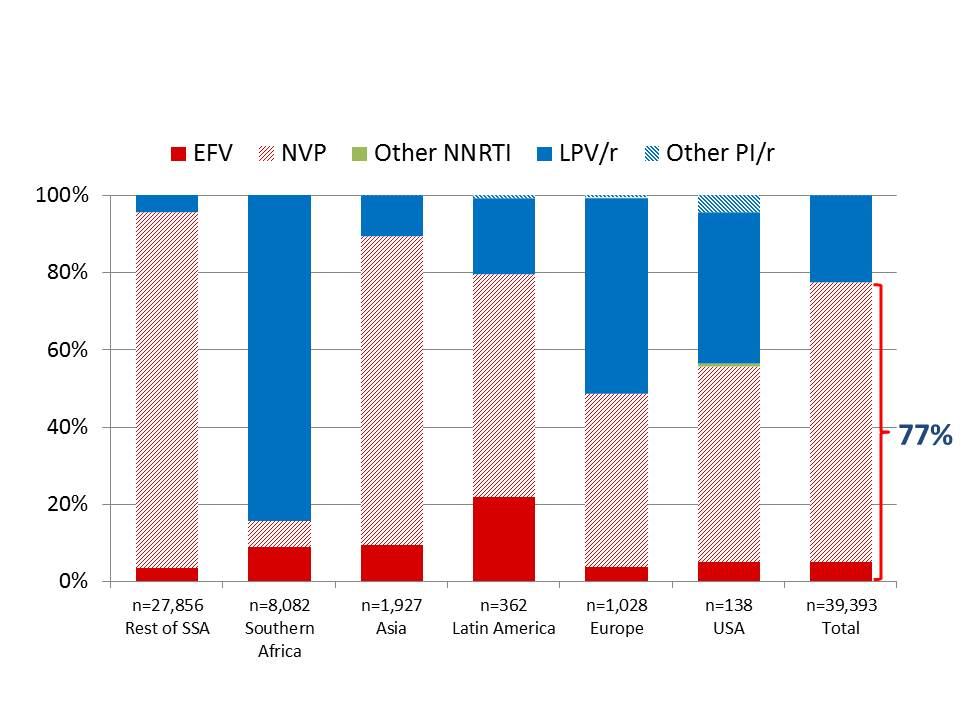 EFV NVP Other NNRTI LPV/r Other PI/r
100%
80%
60%
40%
20%
0%
77%
n=27,856 n=8,082 n=1,927 n=362 n=1,028 n=138 n=39,393
Rest of SSA Southern Asia Latin America Europe USA Total
Africa